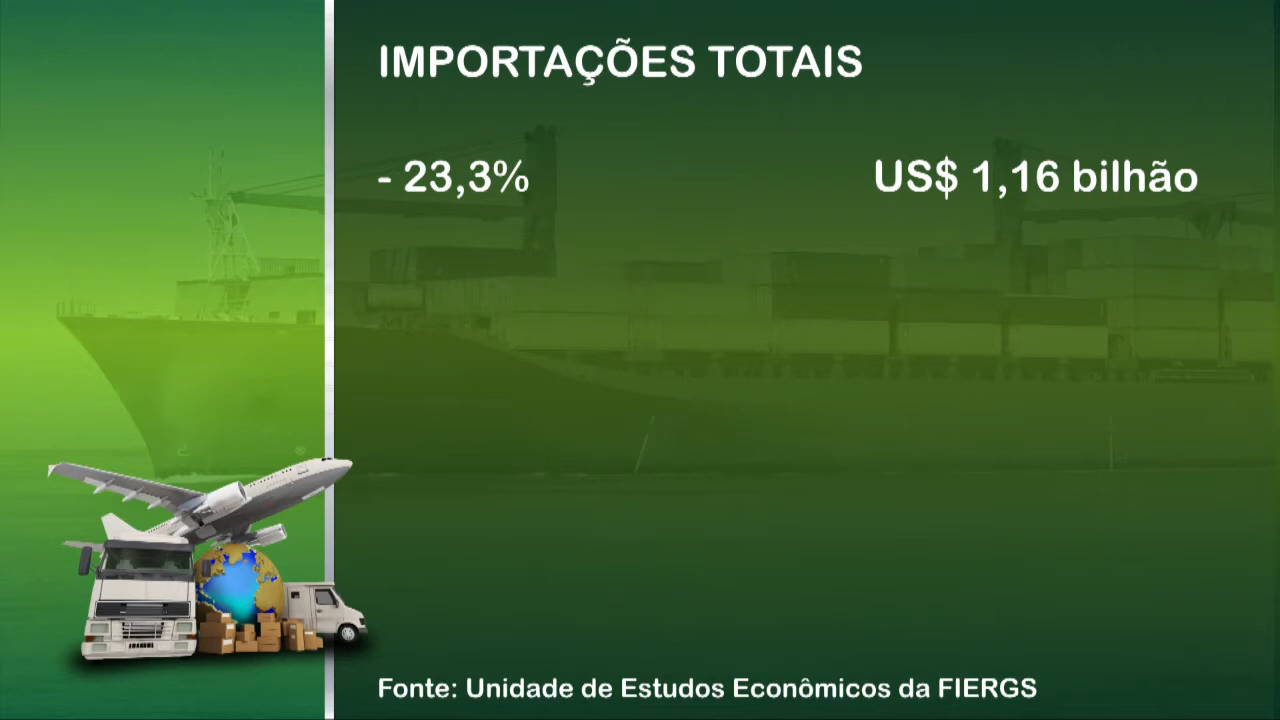 IMPORTAÇÕES TOTAIS
- 23,3% US$ 1,16 bilhão
Fonte: Unidade de Estudos Econômicos da FIERGS